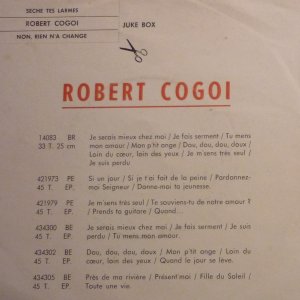 SECHE TES LARMES
ROBERT COGOI
NON, RIEN N'A CHANGE
JUKE BOX
ROBERT COGOI
14083 BR Je serais mieux chez moi / Je fais serment / Tu mens
33 T. 25 cm mon amour / Mon p'tit ange / Dou, dou, dou, doux /
Loin du cœur, loin des yeux / Je m'sens très seul /
Je suis perdu
421973 PE Si un jour / Si je t'ai fait de la peine / Pardonnez-
45 T. EP. moi Seigneur / Donne-moi ta jeunesse.
421979 PE Je m'sens très seul / Te souviens-tu de notre amour ?
45 T. EP. / Prends ta guitare / Quand...
434300 BE Je serais mieux chez moi / Je fais serment / Je suis
45 T. EP. perdu / Tu mens mon amour.
434302 BE Dou, dou, dou, doux / Mon p'tit ange / Loin du
45 T. EP. cœur, loin des yeux / Quand le jour se lève.
434305 BE Près de ma rivière / Présent'moi / Fille du Soleil /
45 T. EP. Toute une vie.